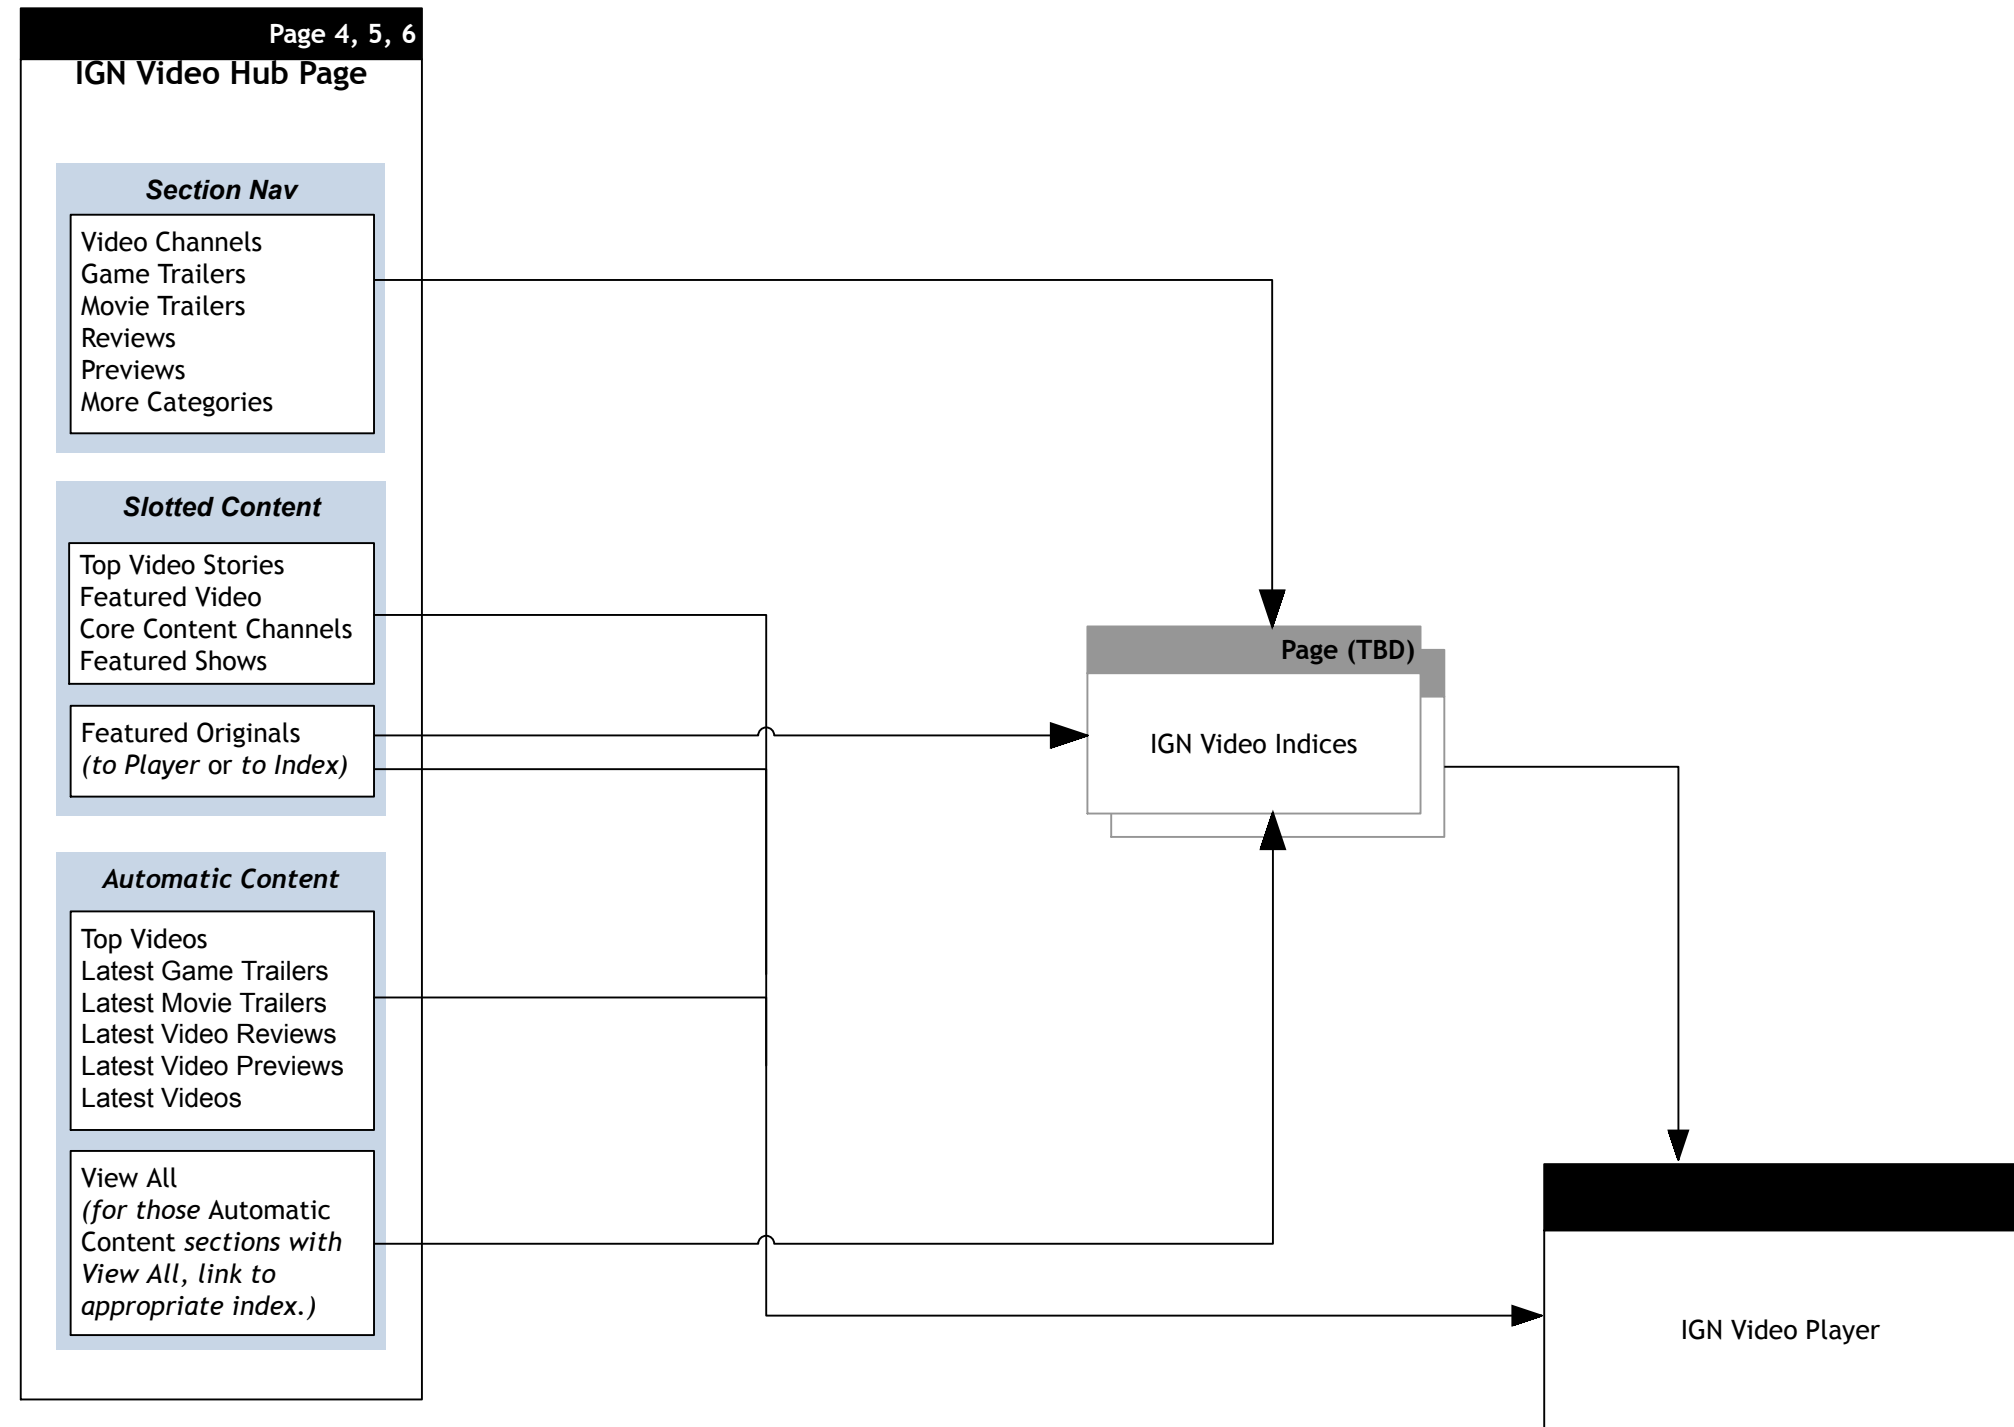 Page 4, 5, 6
IGN Video Hub Page
Section Nav
Video Channels
Game Trailers
Movie Trailers
Reviews
Previews
More Categories
Slotted Content
Top Video Stories
Featured Video
Core Content Channels
Featured Shows
Featured Originals
(to Player or to Index)
Automatic Content
Top Videos
Latest Game Trailers
Latest Movie Trailers
Latest Video Reviews
Latest Video Previews
Latest Videos
View All
(for those Automatic
Content sections with
View All, link to
appropriate index.)
Page (TBD)
IGN Video Indices
IGN Video Player